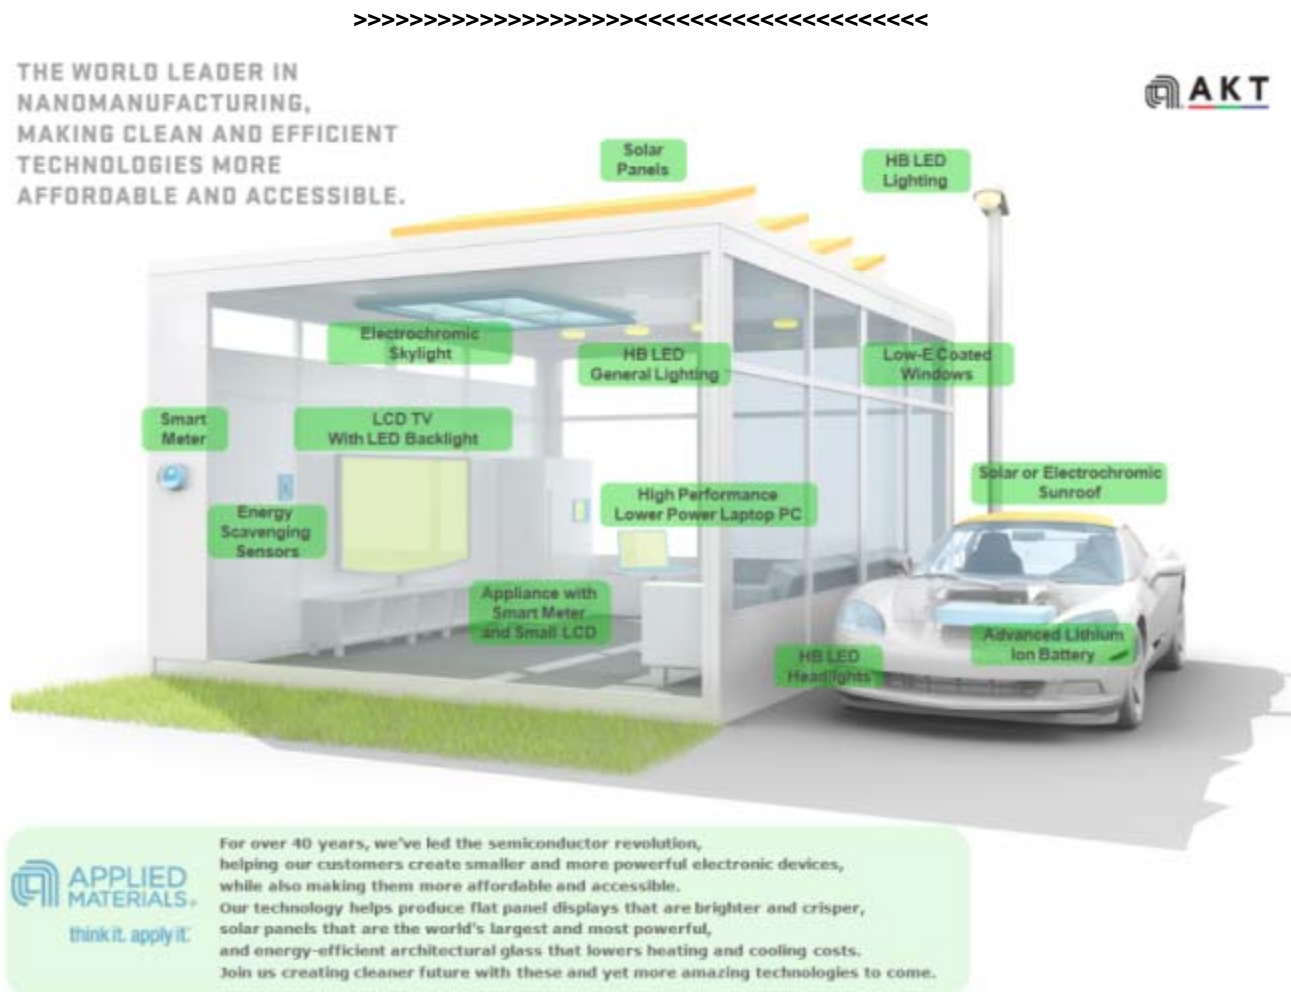 >>>>>>>>>>>>>>>>>>>><<<<<<<<<<<<<<<<<<<<<
THE WORLD LEADER IN
NANOMANUFACTURING,
MAKING CLEAN AND EFFICIENT
TECHNOLOGIES MORE
AFFORDABLE AND ACCESSIBLE.
AKT
Solar
Panels
HB LED
Lighting
Electrochromic
Skylight
HB LED
General Lighting
Low-E Coated
Windows
Smart
Meter
LCD TV
With LED Backlight
Solar or Electrochromic
Sunroof
High Performance
Lower Power Laptop PC
Energy
Scavenging
Sensors
Appliance with
Smart Meter
and Small LCD
Advanced Lithium
Ion Battery
HB LED
Headlights
APPLIED
MATERIALS®
think it. apply it.™
For over 40 years, we've led the semiconductor revolution,
helping our customers create smaller and more powerful electronic devices,
while also making them more affordable and accessible.
Our technology helps produce flat panel displays that are brighter and crisper,
solar panels that are the world's largest and most powerful,
and energy-efficient architectural glass that lowers heating and cooling costs.
Join us creating cleaner future with these and yet more amazing technologies to come.